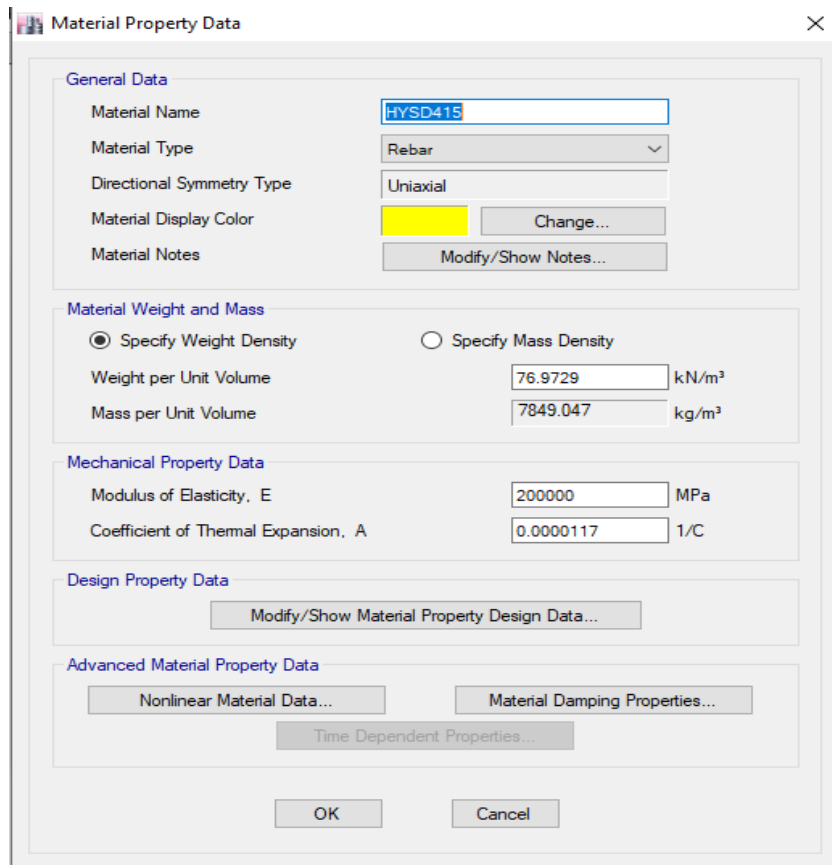 Material Property Data
General Data
Material Name HYSD415
Material Type Rebar
Directional Symmetry Type Uniaxial
Material Display Color Change...
Material Notes Modify/Show Notes...
Material Weight and Mass
Specify Weight Density Specify Mass Density
Weight per Unit Volume 76.9729 kN/m³
Mass per Unit Volume 7849.047 kg/m³
Mechanical Property Data
Modulus of Elasticity, E 200000 MPa
Coefficient of Thermal Expansion, A 0.0000117 1/C
Design Property Data
Modify/Show Material Property Design Data...
Advanced Material Property Data
Nonlinear Material Data... Material Damping Properties...
Time Dependent Properties...
OK Cancel